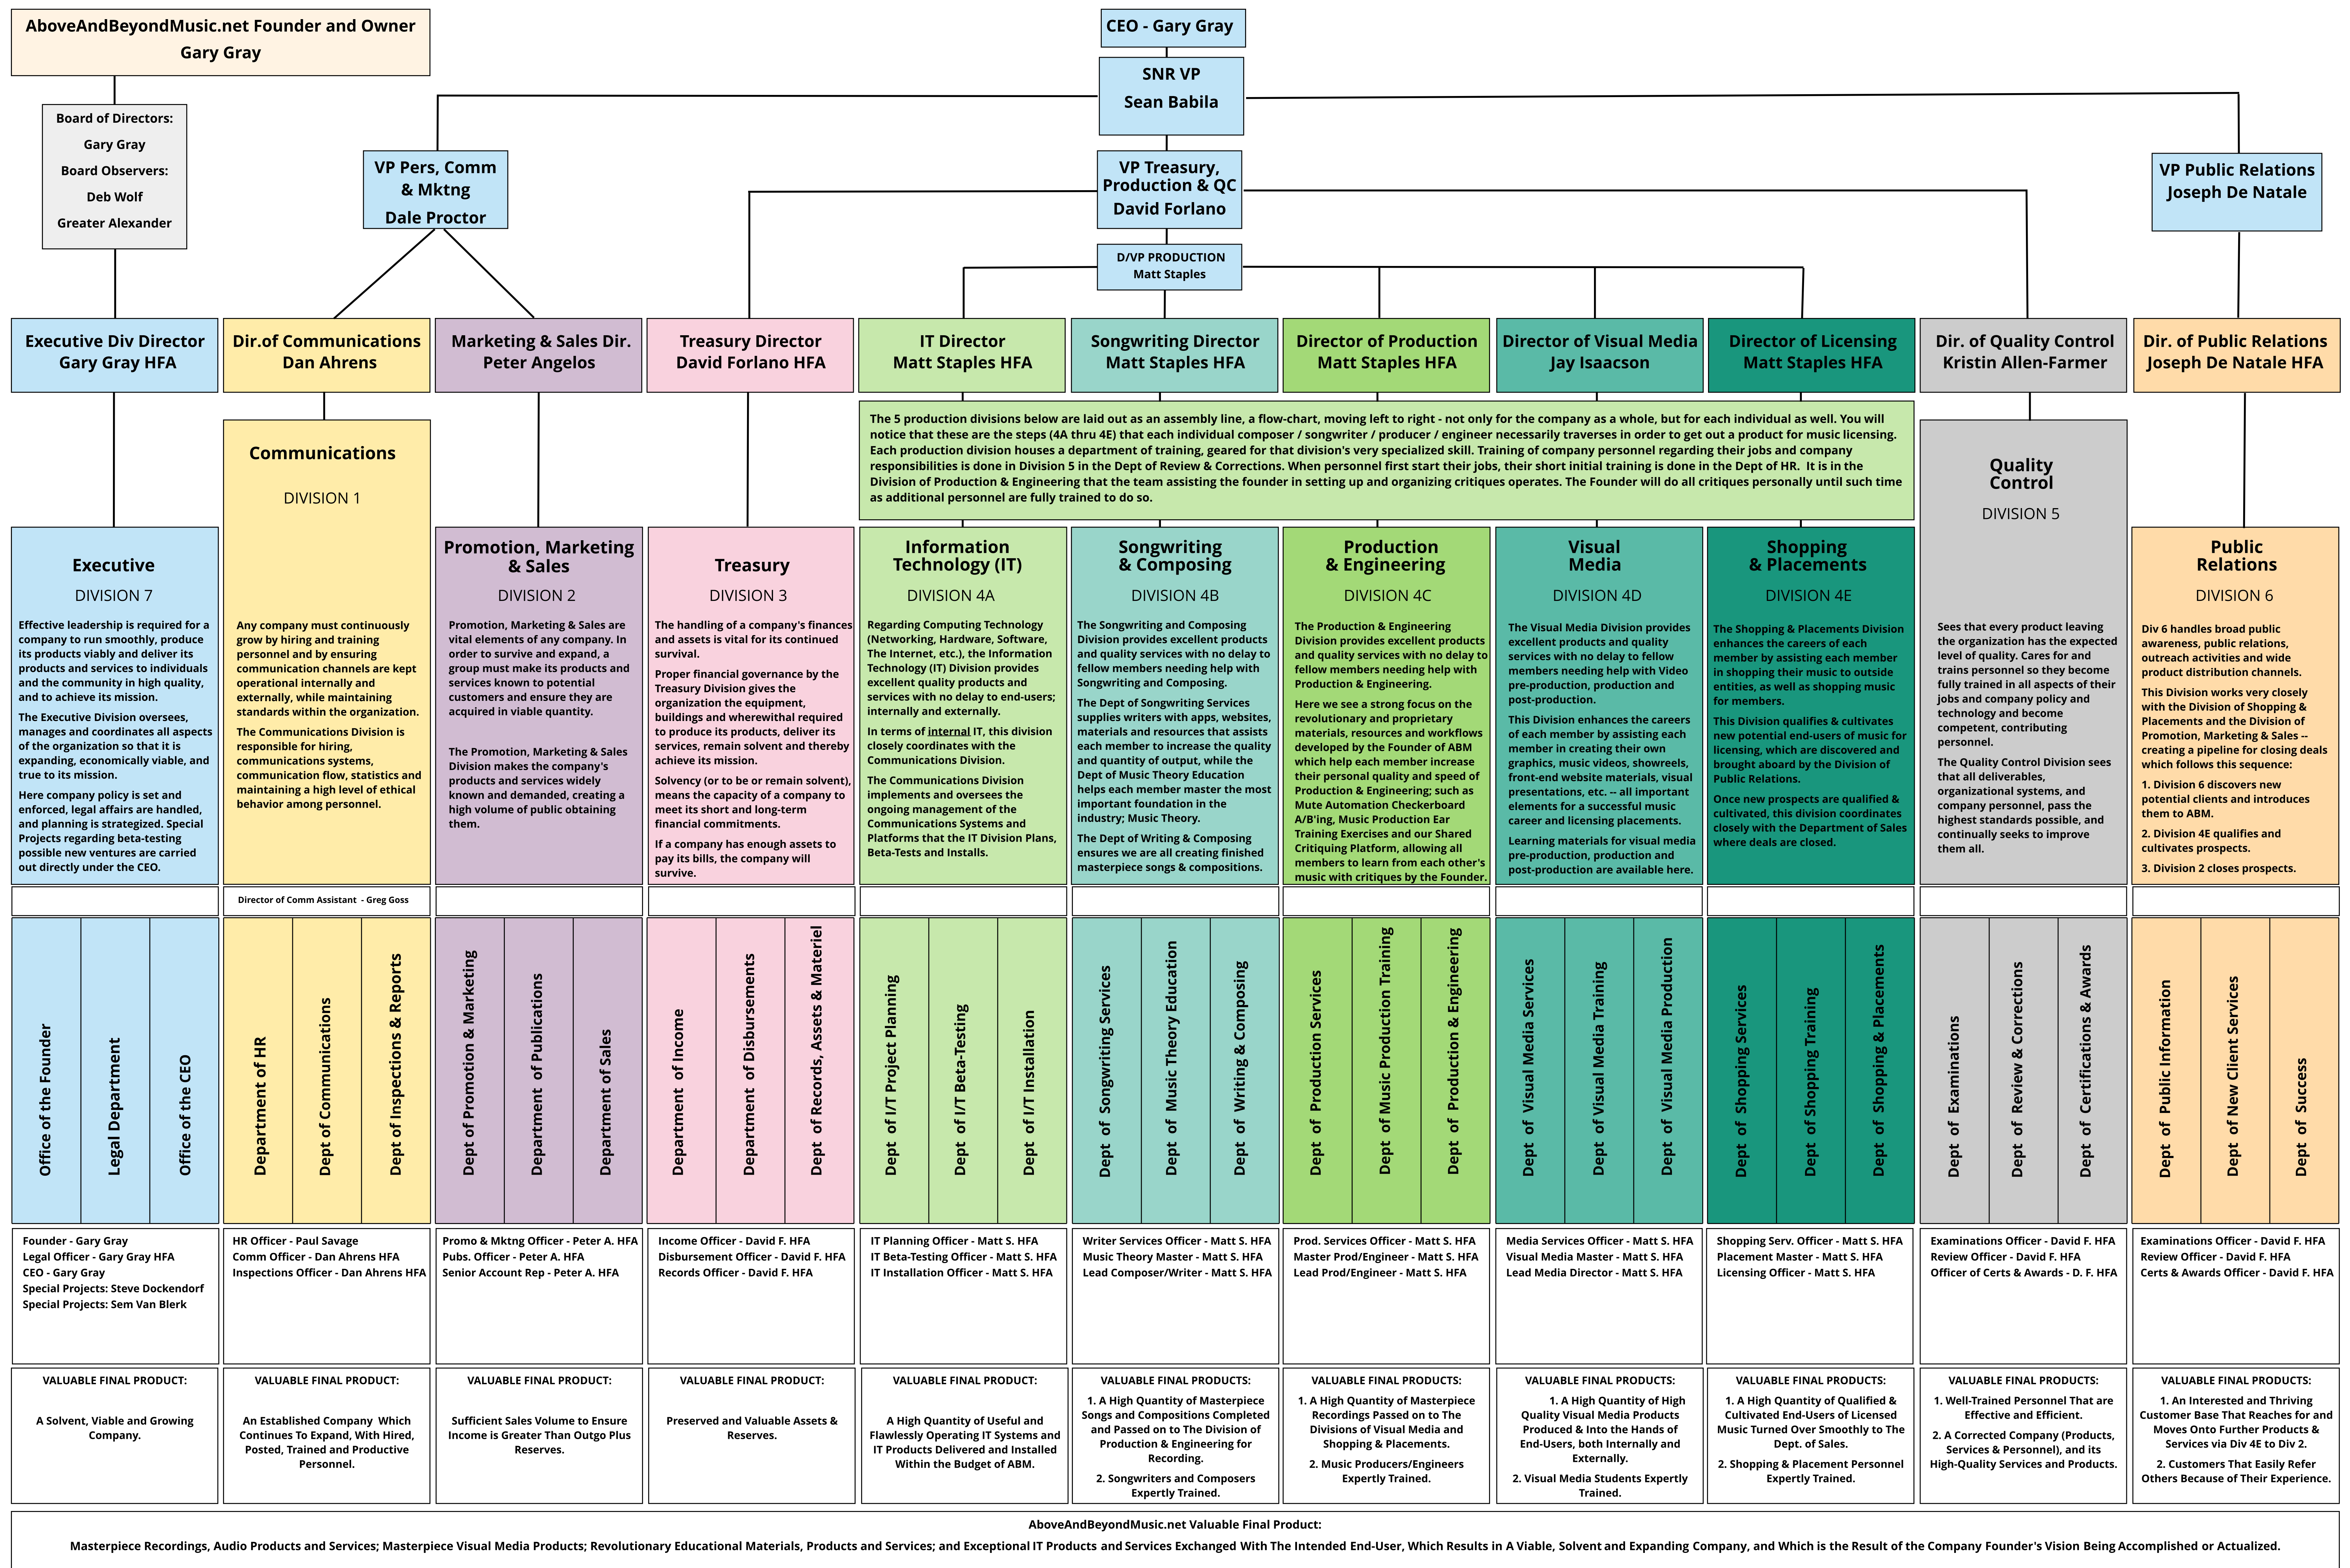 AboveAndBeyondMusic.net Founder and Owner
Gary Gray
CEO - Gary Gray
SNR VP
Sean Babila
Board of Directors:
Gary Gray
Board Observers:
Deb Wolf
Greater Alexander
VP Pers, Comm
& Mktng
Dale Proctor
VP Treasury,
Production & QC
David Forlano
VP Public Relations
Joseph De Natale
D/VP PRODUCTION
Matt Staples
Executive Div Director
Gary Gray HFA
Dir.of Communications
Dan Ahrens
Marketing & Sales Dir.
Peter Angelos
Treasury Director
David Forlano HFA
IT Director
Matt Staples HFA
Songwriting Director
Matt Staples HFA
Director of Production
Matt Staples HFA
Director of Visual Media
Jay Isaacson
Director of Licensing
Matt Staples HFA
Dir. of Quality Control
Kristin Allen-Farmer
Dir. of Public Relations
Joseph De Natale HFA
The 5 production divisions below are laid out as an assembly line, a flow-chart, moving left to right - not only for the company as a whole, but for each individual as well. You will
notice that these are the steps (4A thru 4E) that each individual composer / songwriter / producer / engineer necessarily traverses in order to get out a product for music licensing.
Each production division houses a department of training, geared for that division's very specialized skill. Training of company personnel regarding their jobs and company
responsibilities is done in Division 5 in the Dept of Review & Corrections. When personnel first start their jobs, their short initial training is done in the Dept of HR. It is in the
Division of Production & Engineering that the team assisting the founder in setting up and organizing critiques operates. The Founder will do all critiques personally until such time
as additional personnel are fully trained to do so.
Executive
DIVISION 7
Effective leadership is required for a
company to run smoothly, produce
its products viably and deliver its
products and services to individuals
and the community in high quality,
and to achieve its mission.
The Executive Division oversees,
manages and coordinates all aspects
of the organization so that it is
expanding, economically viable, and
true to its mission.
Here company policy is set and
enforced, legal affairs are handled,
and planning is strategized. Special
Projects regarding beta-testing
possible new ventures are carried
out directly under the CEO.
Communications
DIVISION 1
Any company must continuously
grow by hiring and training
personnel and by ensuring
communication channels are kept
operational internally and
externally, while maintaining
standards within the organization.
The Communications Division is
responsible for hiring,
communications systems,
communication flow, statistics and
maintaining a high level of ethical
behavior among personnel.
Promotion, Marketing
& Sales
DIVISION 2
Promotion, Marketing & Sales are
vital elements of any company. In
order to survive and expand, a
group must make its products and
services known to potential
customers and ensure they are
acquired in viable quantity.
The Promotion, Marketing & Sales
Division makes the company's
products and services widely
known and demanded, creating a
high volume of public obtaining
them.
Treasury
DIVISION 3
The handling of a company's finances
and assets is vital for its continued
survival.
Proper financial governance by the
Treasury Division gives the
organization the equipment,
buildings and wherewithal required
to produce its products, deliver its
services, remain solvent and thereby
achieve its mission.
Solvency (or to be or remain solvent),
means the capacity of a company to
meet its short and long-term
financial commitments.
If a company has enough assets to
pay its bills, the company will
survive.
Information
Technology (IT)
DIVISION 4A
Regarding Computing Technology
(Networking, Hardware, Software,
The Internet, etc.), the Information
Technology (IT) Division provides
excellent quality products and
services with no delay to end-users;
internally and externally.
In terms of internal IT, this division
closely coordinates with the
Communications Division.
The Communications Division
implements and oversees the
ongoing management of the
Communications Systems and
Platforms that the IT Division Plans,
Beta-Tests and Installs.
Songwriting
& Composing
DIVISION 4B
The Songwriting and Composing
Division provides excellent products
and quality services with no delay to
fellow members needing help with
Songwriting and Composing.
The Dept of Songwriting Services
supplies writers with apps, websites,
materials and resources that assists
each member to increase the quality
and quantity of output, while the
Dept of Music Theory Education
helps each member master the most
important foundation in the
industry; Music Theory.
The Dept of Writing & Composing
ensures we are all creating finished
masterpiece songs & compositions.
Production
& Engineering
DIVISION 4C
The Production & Engineering
Division provides excellent products
and quality services with no delay to
fellow members needing help with
Production & Engineering.
Here we see a strong focus on the
revolutionary and proprietary
materials, resources and workflows
developed by the Founder of ABM
which help each member increase
their personal quality and speed of
Production & Engineering; such as
Mute Automation Checkerboard
A/B'ing, Music Production Ear
Training Exercises and our Shared
Critiquing Platform, allowing all
members to learn from each other's
music with critiques by the Founder.
Visual
Media
DIVISION 4D
The Visual Media Division provides
excellent products and quality
services with no delay to fellow
members needing help with Video
pre-production, production and
post-production.
This Division enhances the careers
of each member by assisting each
member in creating their own
graphics, music videos, showreels,
front-end website materials, visual
presentations, etc. -- all important
elements for a successful music
career and licensing placements.
Learning materials for visual media
pre-production, production and
post-production are available here.
Shopping
& Placements
DIVISION 4E
The Shopping & Placements Division
enhances the careers of each
member by assisting each member
in shopping their music to outside
entities, as well as shopping music
for members.
This Division qualifies & cultivates
new potential end-users of music for
licensing, which are discovered and
brought aboard by the Division of
Public Relations.
Once new prospects are qualified &
cultivated, this division coordinates
closely with the Department of Sales
where deals are closed.
Quality
Control
DIVISION 5
Sees that every product leaving
the organization has the expected
level of quality. Cares for and
trains personnel so they become
fully trained in all aspects of their
jobs and company policy and
technology and become
competent, contributing
personnel.
The Quality Control Division sees
that all deliverables,
organizational systems, and
company personnel, pass the
highest standards possible, and
continually seeks to improve
them all.
Public
Relations
DIVISION 6
Div 6 handles broad public
awareness, public relations,
outreach activities and wide
product distribution channels.
This Division works very closely
with the Division of Shopping &
Placements and the Division of
Promotion, Marketing & Sales --
creating a pipeline for closing deals
which follows this sequence:
1. Division 6 discovers new
potential clients and introduces
them to ABM.
2. Division 4E qualifies and
cultivates prospects.
3. Division 2 closes prospects.
Director of Comm Assistant - Greg Goss
Office of the Founder
Legal Department
Office of the CEO
Department of HR
Dept of Communications
Dept of Inspections & Reports
Dept of Promotion & Marketing
Department of Publications
Department of Sales
Department of Income
Department of Disbursements
Dept of Records, Assets & Materiel
Dept of I/T Project Planning
Dept of I/T Beta-Testing
Dept of I/T Installation
Dept of Songwriting Services
Dept of Music Theory Education
Dept of Writing & Composing
Dept of Production Services
Dept of Music Production Training
Dept of Production & Engineering
Dept of Visual Media Services
Dept of Visual Media Training
Dept of Visual Media Production
Dept of Shopping Services
Dept of Shopping Training
Dept of Shopping & Placements
Dept of Examinations
Dept of Review & Corrections
Dept of Certifications & Awards
Dept of Public Information
Dept of New Client Services
Dept of Success
Founder - Gary Gray
Legal Officer - Gary Gray HFA
CEO - Gary Gray
Special Projects: Steve Dockendorf
Special Projects: Sem Van Blerk
HR Officer - Paul Savage
Comm Officer - Dan Ahrens HFA
Inspections Officer - Dan Ahrens HFA
Promo & Mktng Officer - Peter A. HFA
Pubs. Officer - Peter A. HFA
Senior Account Rep - Peter A. HFA
Income Officer - David F. HFA
Disbursement Officer - David F. HFA
Records Officer - David F. HFA
IT Planning Officer - Matt S. HFA
IT Beta-Testing Officer - Matt S. HFA
IT Installation Officer - Matt S. HFA
Writer Services Officer - Matt S. HFA
Music Theory Master - Matt S. HFA
Lead Composer/Writer - Matt S. HFA
Prod. Services Officer - Matt S. HFA
Master Prod/Engineer - Matt S. HFA
Lead Prod/Engineer - Matt S. HFA
Media Services Officer - Matt S. HFA
Visual Media Master - Matt S. HFA
Lead Media Director - Matt S. HFA
Shopping Serv. Officer - Matt S. HFA
Placement Master - Matt S. HFA
Licensing Officer - Matt S. HFA
Examinations Officer - David F. HFA
Review Officer - David F. HFA
Officer of Certs & Awards - D. F. HFA
Examinations Officer - David F. HFA
Review Officer - David F. HFA
Certs & Awards Officer - David F. HFA
VALUABLE FINAL PRODUCT:
A Solvent, Viable and Growing
Company.
VALUABLE FINAL PRODUCT:
An Established Company Which
Continues To Expand, With Hired,
Posted, Trained and Productive
Personnel.
VALUABLE FINAL PRODUCT:
Sufficient Sales Volume to Ensure
Income is Greater Than Outgo Plus
Reserves.
VALUABLE FINAL PRODUCT:
Preserved and Valuable Assets &
Reserves.
VALUABLE FINAL PRODUCT:
A High Quantity of Useful and
Flawlessly Operating IT Systems and
IT Products Delivered and Installed
Within the Budget of ABM.
VALUABLE FINAL PRODUCTS:
1. A High Quantity of Masterpiece
Songs and Compositions Completed
and Passed on to The Division of
Production & Engineering for
Recording.
2. Songwriters and Composers
Expertly Trained.
VALUABLE FINAL PRODUCTS:
1. A High Quantity of Masterpiece
Recordings Passed on to The
Divisions of Visual Media and
Shopping & Placements.
2. Music Producers/Engineers
Expertly Trained.
VALUABLE FINAL PRODUCTS:
1. A High Quantity of High
Quality Visual Media Products
Produced & Into the Hands of
End-Users, both Internally and
Externally.
2. Visual Media Students Expertly
Trained.
VALUABLE FINAL PRODUCTS:
1. A High Quantity of Qualified &
Cultivated End-Users of Licensed
Music Turned Over Smoothly to The
Dept. of Sales.
2. Shopping & Placement Personnel
Expertly Trained.
VALUABLE FINAL PRODUCTS:
1. Well-Trained Personnel That are
Effective and Efficient.
2. A Corrected Company (Products,
Services & Personnel), and its
High-Quality Services and Products.
VALUABLE FINAL PRODUCTS:
1. An Interested and Thriving
Customer Base That Reaches for and
Moves Onto Further Products &
Services via Div 4E to Div 2.
2. Customers That Easily Refer
Others Because of Their Experience.
AboveAndBeyondMusic.net Valuable Final Product:
Masterpiece Recordings, Audio Products and Services; Masterpiece Visual Media Products; Revolutionary Educational Materials, Products and Services; and Exceptional IT Products and Services Exchanged With The Intended End-User, Which Results in A Viable, Solvent and Expanding Company, and Which is the Result of the Company Founder's Vision Being Accomplished or Actualized.